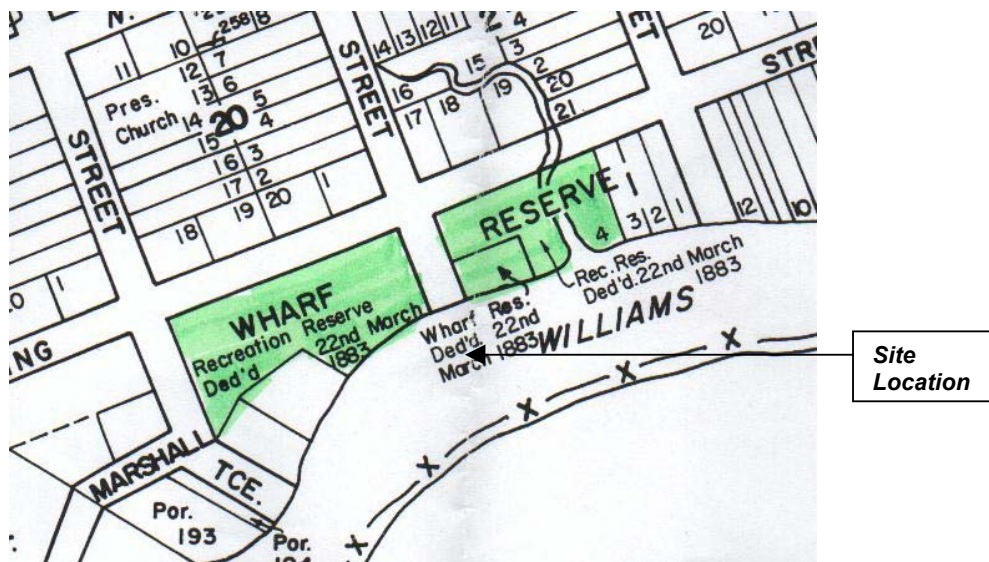 N.
258
8
10
7
11
12
6
13
Pres.
Church
14
20
5
4
15
16
3
17
2
18
19
20
1
STREET
STREET
14
13
12
11
4
15
3
16
17
18
19
2
20
21
20
STR
WHARF
RESERVE
Recreation Reserve
Ded'd 22nd March
1883
Wharf Res.
Ded'd. 22nd
March 1883
1
4
3
2
1
12
10
Rec. Res.
Ded'd. 22nd March
1883
WILLIAMS
Site
Location
1
NG
MARSHALL
TCE.
Por.
193
Por.
X
X
X
X
X